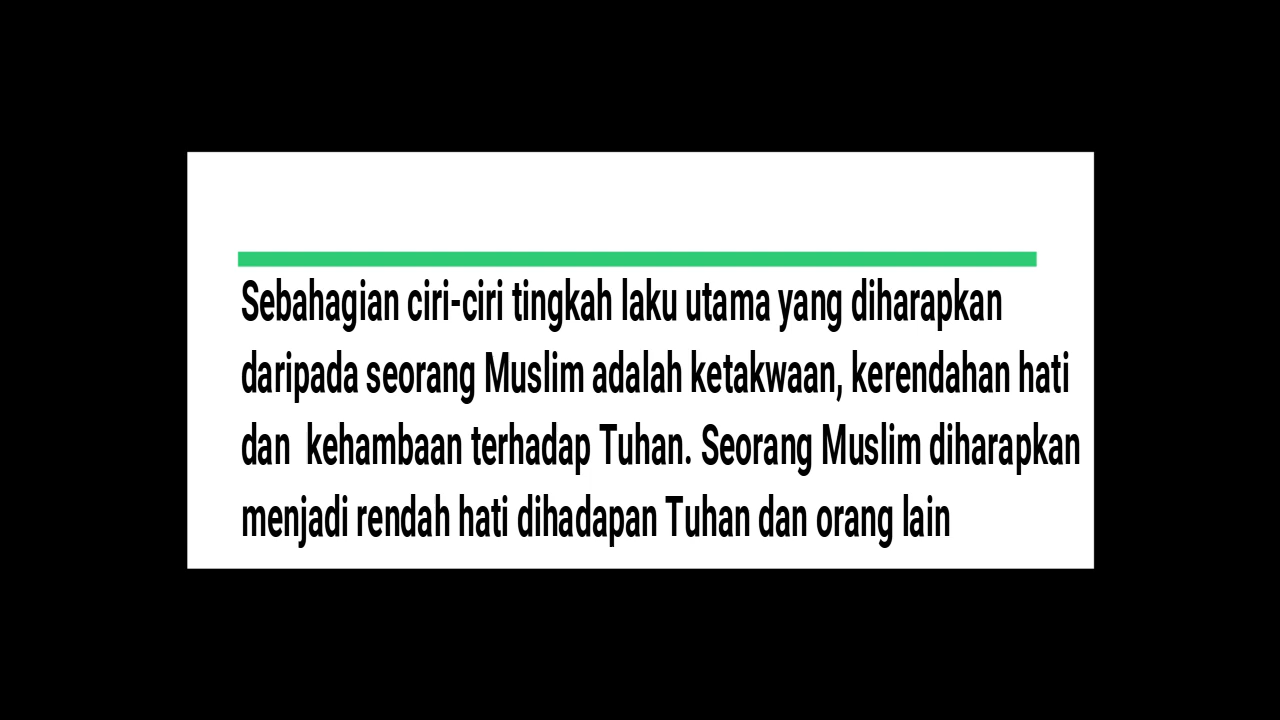 Sebahagian ciri-ciri tingkah laku utama yang diharapkan
daripada seorang Muslim adalah ketakwaan, kerendahan hati
dan  kehambaan terhadap Tuhan. Seorang Muslim diharapkan
menjadi rendah hati dihadapan Tuhan dan orang lain